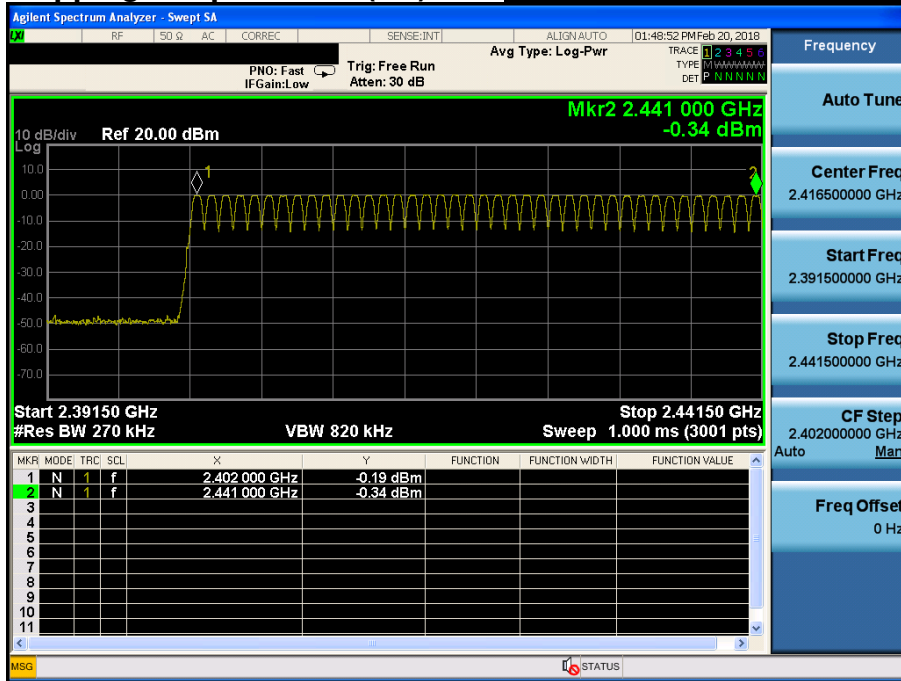 Agilent Spectrum Analyzer - Swept SA
LXI RF 50 Ω AC CORREC SENSE:INT ALIGN AUTO 01:48:52 PM Feb 20, 2018
Avg Type: Log-Pwr
TRACE 1 2 3 4 5 6
TYPE M
DET P N N N N N
PNO: Fast Trig: Free Run
IFGain:Low Atten: 30 dB
Mkr2 2.441 000 GHz
-0.34 dBm
10 dB/div Ref 20.00 dBm
Log
1
2
10.0
0.00
-10.0
-20.0
-30.0
-40.0
-50.0
-60.0
-70.0
Start 2.39150 GHz Stop 2.44150 GHz
#Res BW 270 kHz VBW 820 kHz Sweep 1.000 ms (3001 pts)
MKR MODE TRC SCL X Y FUNCTION FUNCTION WIDTH FUNCTION VALUE
1 N 1 f 2.402 000 GHz -0.19 dBm
2 N 1 f 2.441 000 GHz -0.34 dBm
3
4
5
6
7
8
9
10
11
MSG STATUS
Frequency
Auto Tune
Center Freq
2.416500000 GHz
Start Freq
2.391500000 GHz
Stop Freq
2.441500000 GHz
CF Step
2.402000000 GHz
Auto Man
Freq Offset
0 Hz